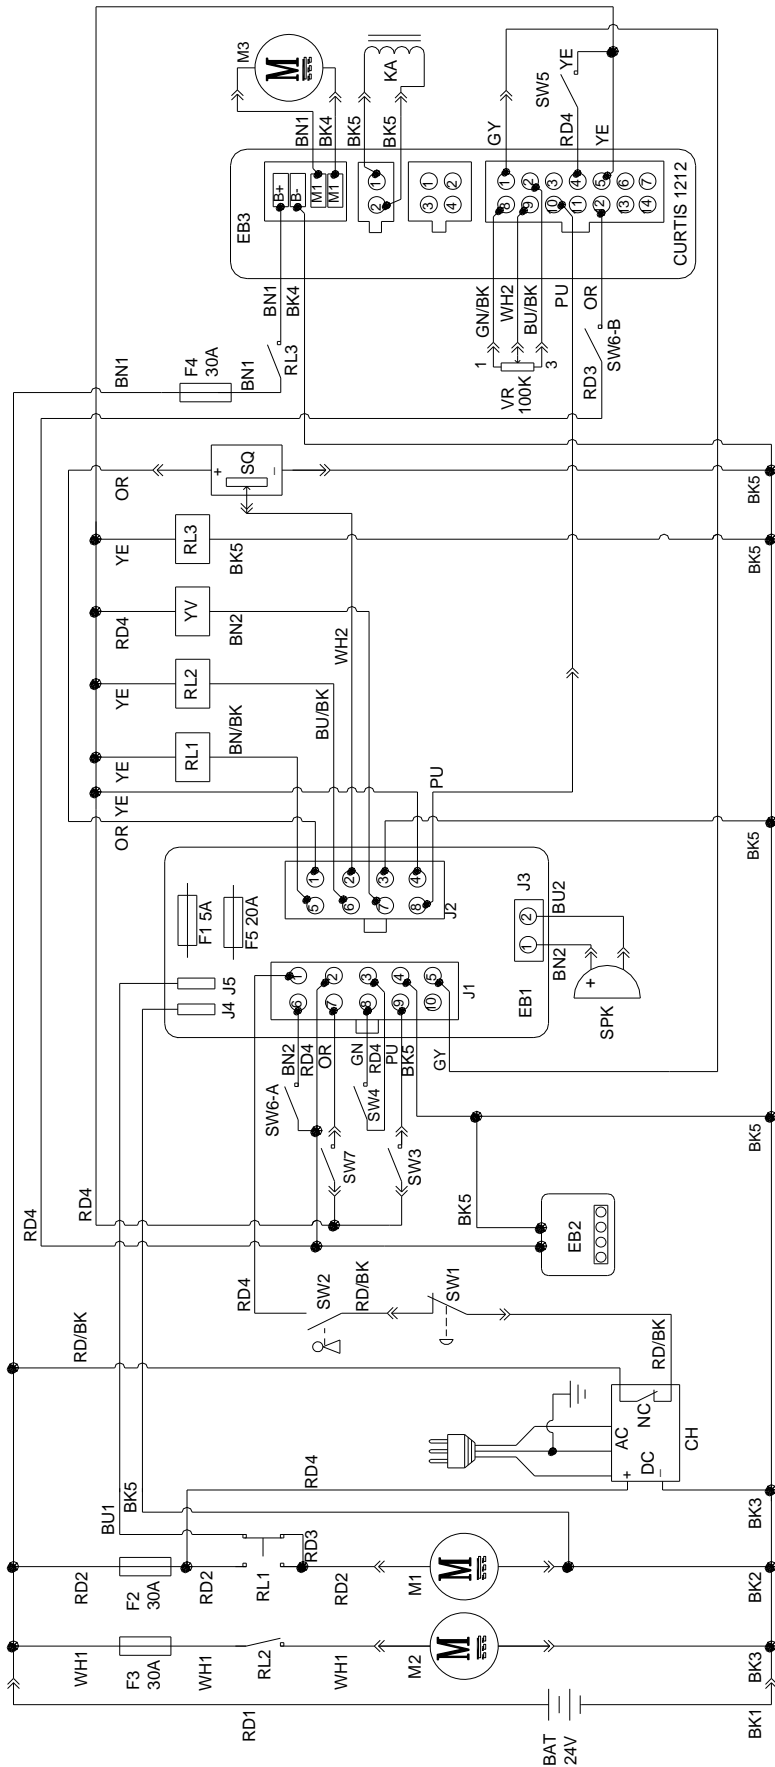 BAT
24V
RD1
BK1
WH1
F3
30A
WH1
RL2
WH1
M2
M
BK3
RD2
F2
30A
RD2
RL1
RD3
RD2
M1
M
BK2
BU1
BK5
RD4
BK3
+
DC
–
AC
NC
CH
RD/BK
RD/BK
RD4
SW2
RD/BK
SW1
RD4
RD4
BK5
EB2
BK5
SW6-A
SW7
SW4
SW3
BN2
RD4
OR
GN
RD4
PU
BK5
GY
J4
J5
F1 5A
F5 20A
J1
6
7
8
9
10
1
2
3
4
5
J2
5
6
7
8
1
2
3
4
EB1
J3
1
2
BN2
BU2
+
SPK
BK5
OR
YE
YE
RL1
BN/BK
YE
RL2
BU/BK
RD4
YV
BN2
YE
RL3
BK5
OR
+
SQ
–
WH2
PU
BK5
BK5
BN1
F4
30A
BN1
RL3
BN1
BK4
EB3
B+
B-
M1
M1
2
1
3
4
1
2
8
9
10
11
12
13
14
1
2
3
4
5
6
7
CURTIS 1212
1
VR
100K
3
GN/BK
WH2
BU/BK
PU
OR
RD3
SW6-B
M3
M
BN1
BK4
BK5
BK5
KA
GY
SW5
RD4
YE
YE